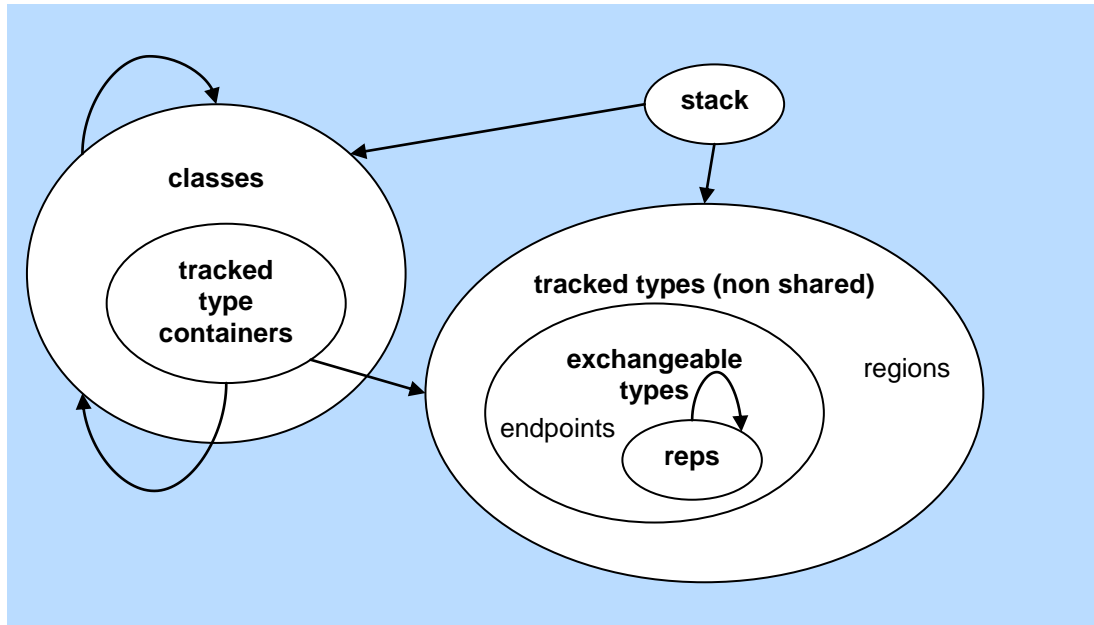 stack
classes
tracked
type
containers
tracked types (non shared)
exchangeable
types
regions
endpoints
reps